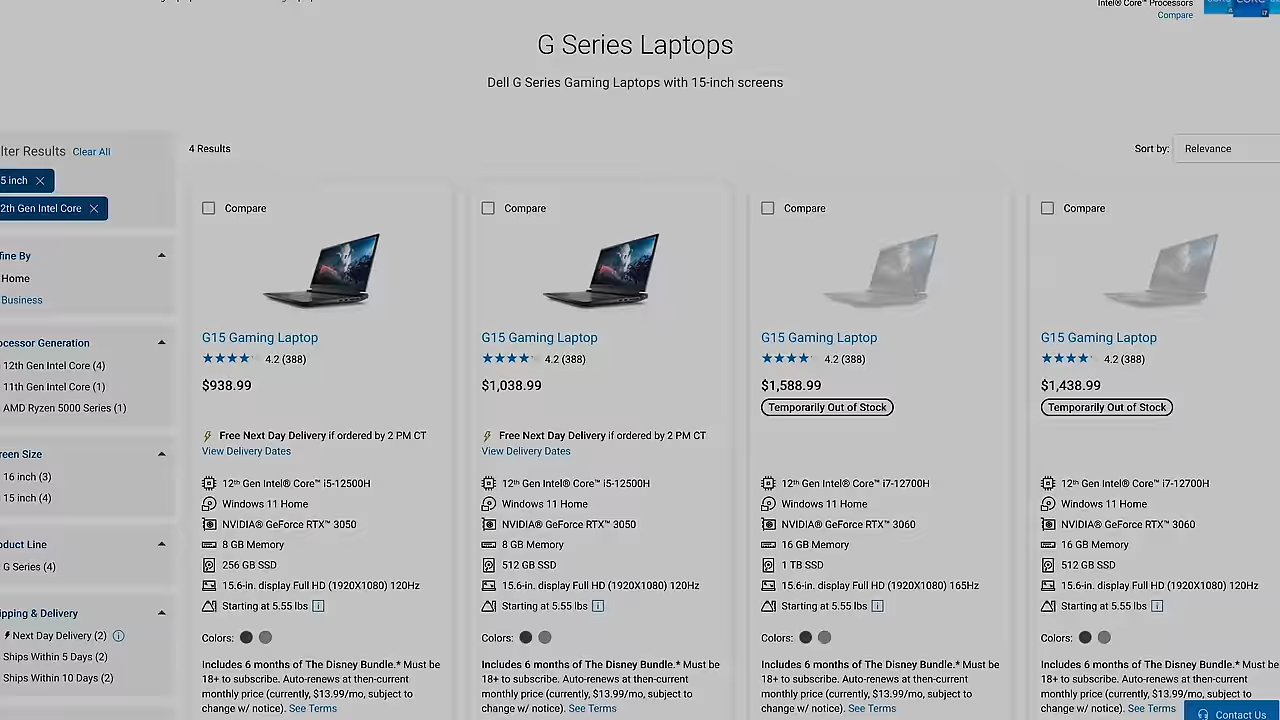 Intel® Core™ Processors
Compare
G Series Laptops
Dell G Series Gaming Laptops with 15-inch screens
lter Results Clear All
5 inch
2th Gen Intel Core
fine By
Home
Business
ocessor Generation
12th Gen Intel Core (4)
11th Gen Intel Core (1)
AMD Ryzen 5000 Series (1)
reen Size
16 inch (3)
15 inch (4)
oduct Line
G Series (4)
ipping & Delivery
Next Day Delivery (2)
Ships Within 5 Days (2)
Ships Within 10 Days (2)
4 Results
Sort by: Relevance
Compare
G15 Gaming Laptop
4.2 (388)
$938.99
Free Next Day Delivery if ordered by 2 PM CT
View Delivery Dates
12th Gen Intel® Core™ i5-12500H
Windows 11 Home
NVIDIA® GeForce RTX™ 3050
8 GB Memory
256 GB SSD
15.6-in. display Full HD (1920X1080) 120Hz
Starting at 5.55 lbs
Colors:
Includes 6 months of The Disney Bundle.* Must be
18+ to subscribe. Auto-renews at then-current
monthly price (currently, $13.99/mo, subject to
change w/ notice). See Terms
Compare
G15 Gaming Laptop
4.2 (388)
$1,038.99
Free Next Day Delivery if ordered by 2 PM CT
View Delivery Dates
12th Gen Intel® Core™ i5-12500H
Windows 11 Home
NVIDIA® GeForce RTX™ 3050
8 GB Memory
512 GB SSD
15.6-in. display Full HD (1920X1080) 120Hz
Starting at 5.55 lbs
Colors:
Includes 6 months of The Disney Bundle.* Must be
18+ to subscribe. Auto-renews at then-current
monthly price (currently, $13.99/mo, subject to
change w/ notice). See Terms
Compare
G15 Gaming Laptop
4.2 (388)
$1,588.99
Temporarily Out of Stock
12th Gen Intel® Core™ i7-12700H
Windows 11 Home
NVIDIA® GeForce RTX™ 3060
16 GB Memory
1 TB SSD
15.6-in. display Full HD (1920X1080) 165Hz
Starting at 5.55 lbs
Colors:
Includes 6 months of The Disney Bundle.* Must be
18+ to subscribe. Auto-renews at then-current
monthly price (currently, $13.99/mo, subject to
change w/ notice). See Terms
Compare
G15 Gaming Laptop
4.2 (388)
$1,438.99
Temporarily Out of Stock
12th Gen Intel® Core™ i7-12700H
Windows 11 Home
NVIDIA® GeForce RTX™ 3060
16 GB Memory
512 GB SSD
15.6-in. display Full HD (1920X1080) 120Hz
Starting at 5.55 lbs
Colors:
Includes 6 months of The Disney Bundle.* Must be
18+ to subscribe. Auto-renews at then-current
monthly price (currently, $13.99/mo, subject to
change w/ notice). See Terms
Contact Us